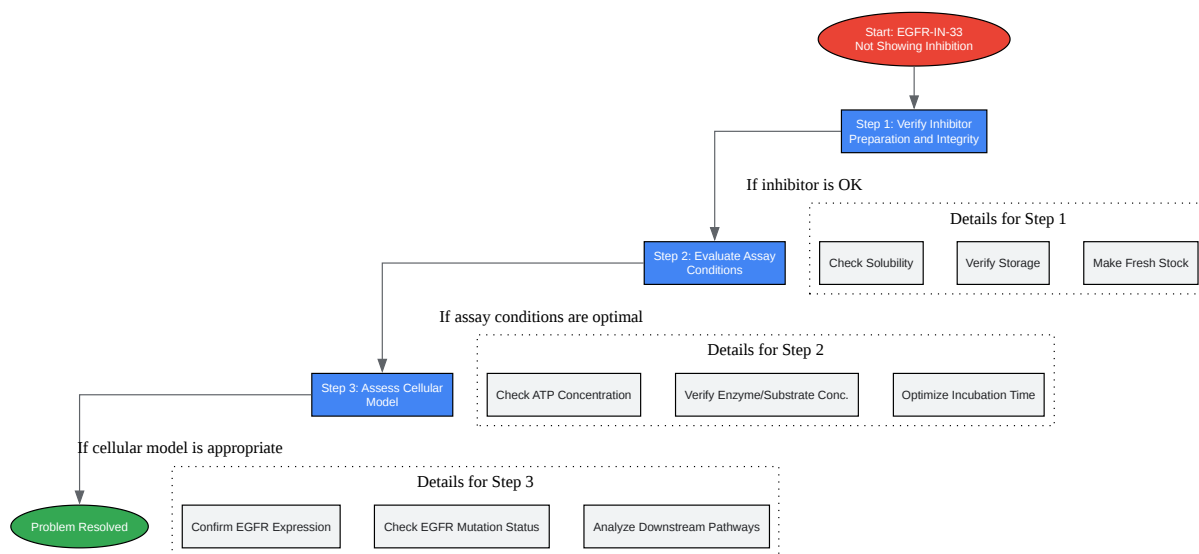 Start: EGFR-IN-33
Not Showing Inhibition
Step 1: Verify Inhibitor
Preparation and Integrity
If inhibitor is OK
Details for Step 1
Check Solubility
Verify Storage
Make Fresh Stock
Step 2: Evaluate Assay
Conditions
If assay conditions are optimal
Details for Step 2
Check ATP Concentration
Verify Enzyme/Substrate Conc.
Optimize Incubation Time
Step 3: Assess Cellular
Model
If cellular model is appropriate
Details for Step 3
Confirm EGFR Expression
Check EGFR Mutation Status
Analyze Downstream Pathways
Problem Resolved